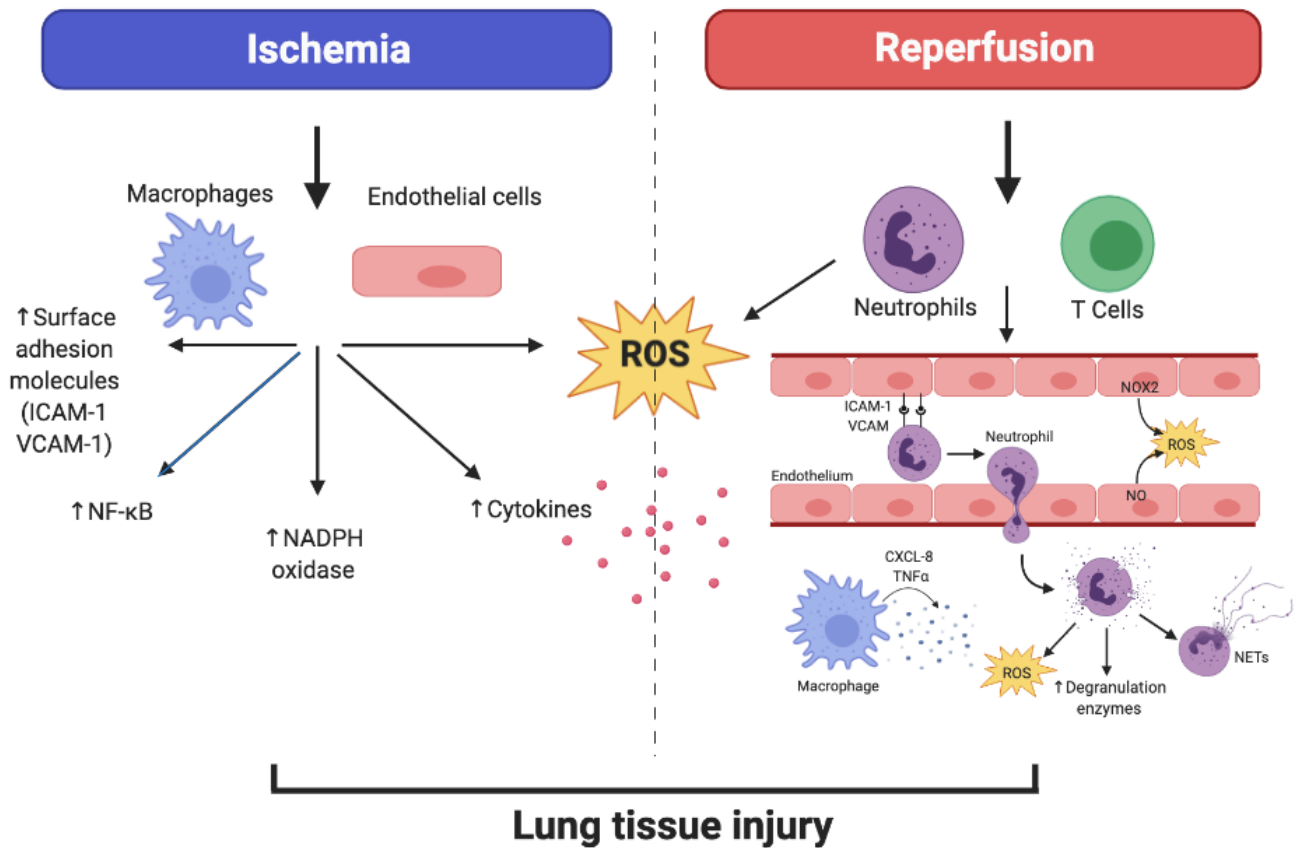 Ischemia
Reperfusion
Macrophages
Endothelial cells
↑Surface
adhesion
molecules
(ICAM-1
VCAM-1)
↑NF-κB
↑NADPH
oxidase
↑Cytokines
ROS
Neutrophils
T Cells
ICAM-1
VCAM
Neutrophil
NOX2
ROS
Endothelium
NO
CXCL-8
TNFα
Macrophage
ROS
↑Degranulation
enzymes
NETs
Lung tissue injury